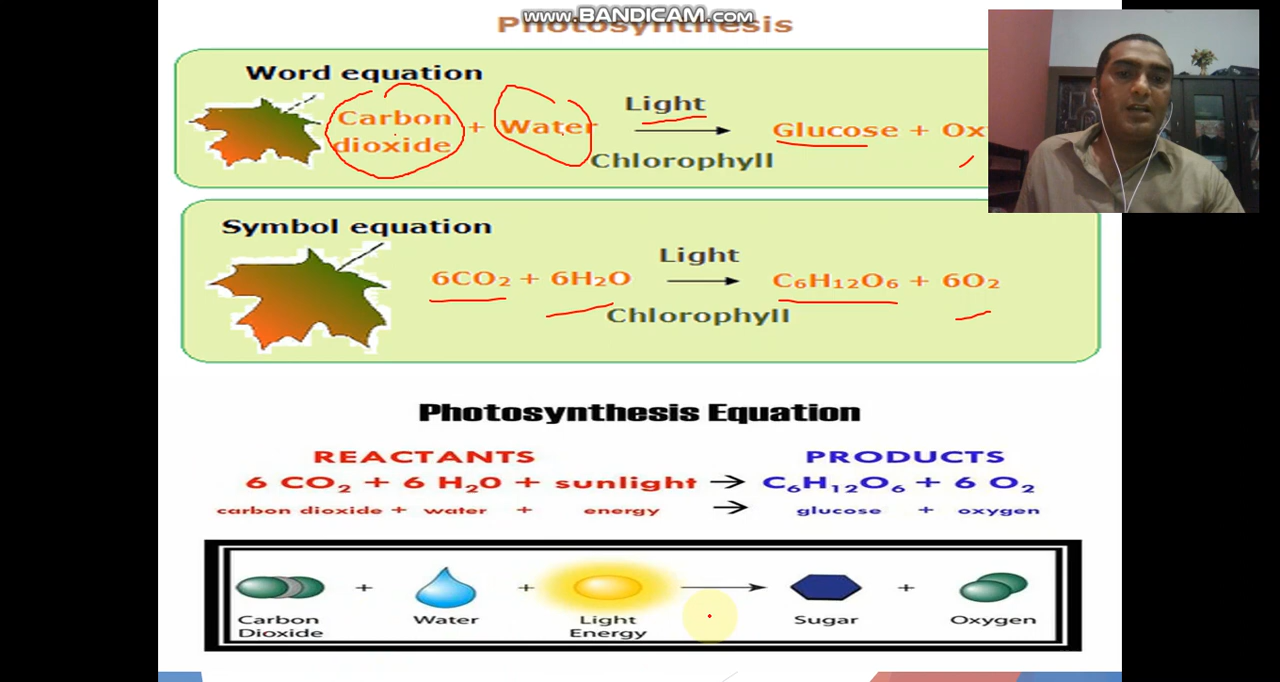 www.BANDICAM.com
Photosynthesis
Word equation
Carbon dioxide + Water Light Chlorophyll Glucose + Ox
Symbol equation
Light
6CO₂ + 6H₂O → C₆H₁₂O₆ + 6O₂
Chlorophyll
Photosynthesis Equation
REACTANTS PRODUCTS
6 CO₂ + 6 H₂0 + sunlight → C₆H₁₂O₆ + 6 O₂
carbon dioxide + water + energy → glucose + oxygen
+ + +
Carbon Dioxide Water Light Energy Sugar Oxygen